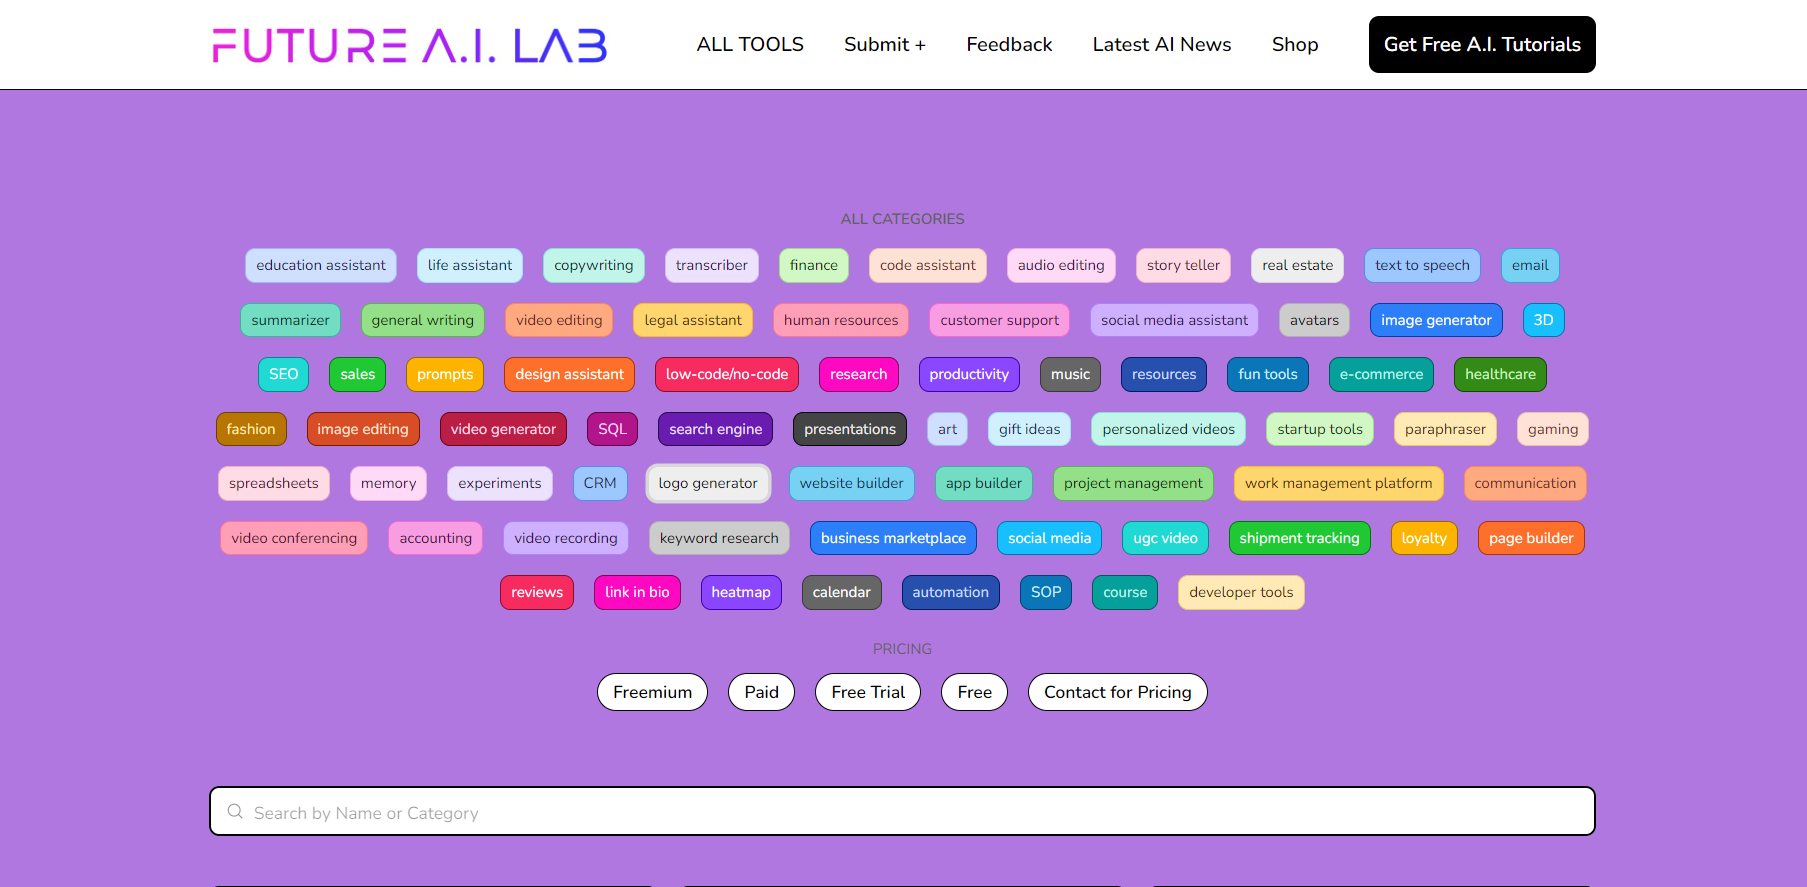 FUTURE A.I. LAB
ALL TOOLS Submit + Feedback Latest AI News Shop Get Free A.I. Tutorials
ALL CATEGORIES
education assistant life assistant copywriting transcriber finance code assistant audio editing story teller real estate text to speech email
summarizer general writing video editing legal assistant human resources customer support social media assistant avatars image generator 3D
SEO sales prompts design assistant low-code/no-code research productivity music resources fun tools e-commerce healthcare
fashion image editing video generator SQL search engine presentations art gift ideas personalized videos startup tools paraphraser gaming
spreadsheets memory experiments CRM logo generator website builder app builder project management work management platform communication
video conferencing accounting video recording keyword research business marketplace social media ugc video shipment tracking loyalty page builder
reviews link in bio heatmap calendar automation SOP course developer tools
PRICING
Freemium Paid Free Trial Free Contact for Pricing
Search by Name or Category